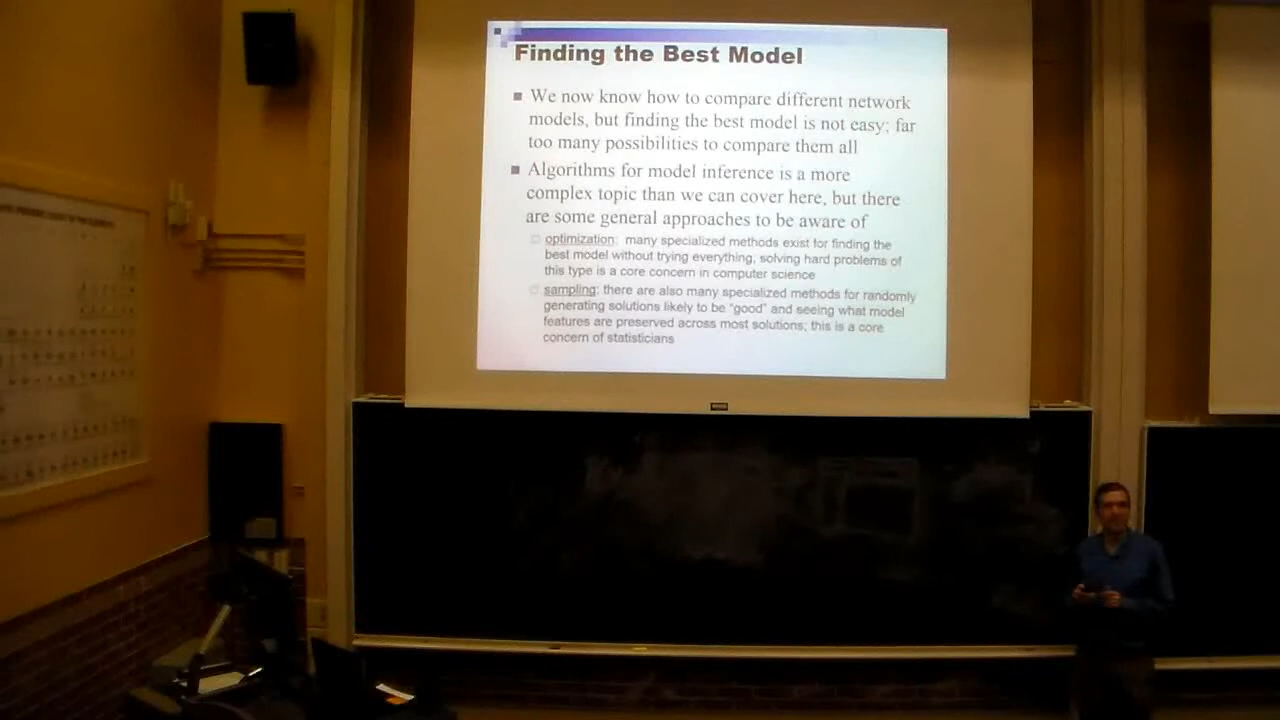 Finding the Best Model
We now know how to compare different network
models, but finding the best model is not easy; far
too many possibilities to compare them all
Algorithms for model inference is a more
complex topic than we can cover here, but there
are some general approaches to be aware of
optimization: many specialized methods exist for finding the
best model without trying everything; solving hard problems of
this type is a core concern in computer science
sampling: there are also many specialized methods for randomly
generating solutions likely to be "good" and seeing what model
features are preserved across most solutions; this is a core
concern of statisticians